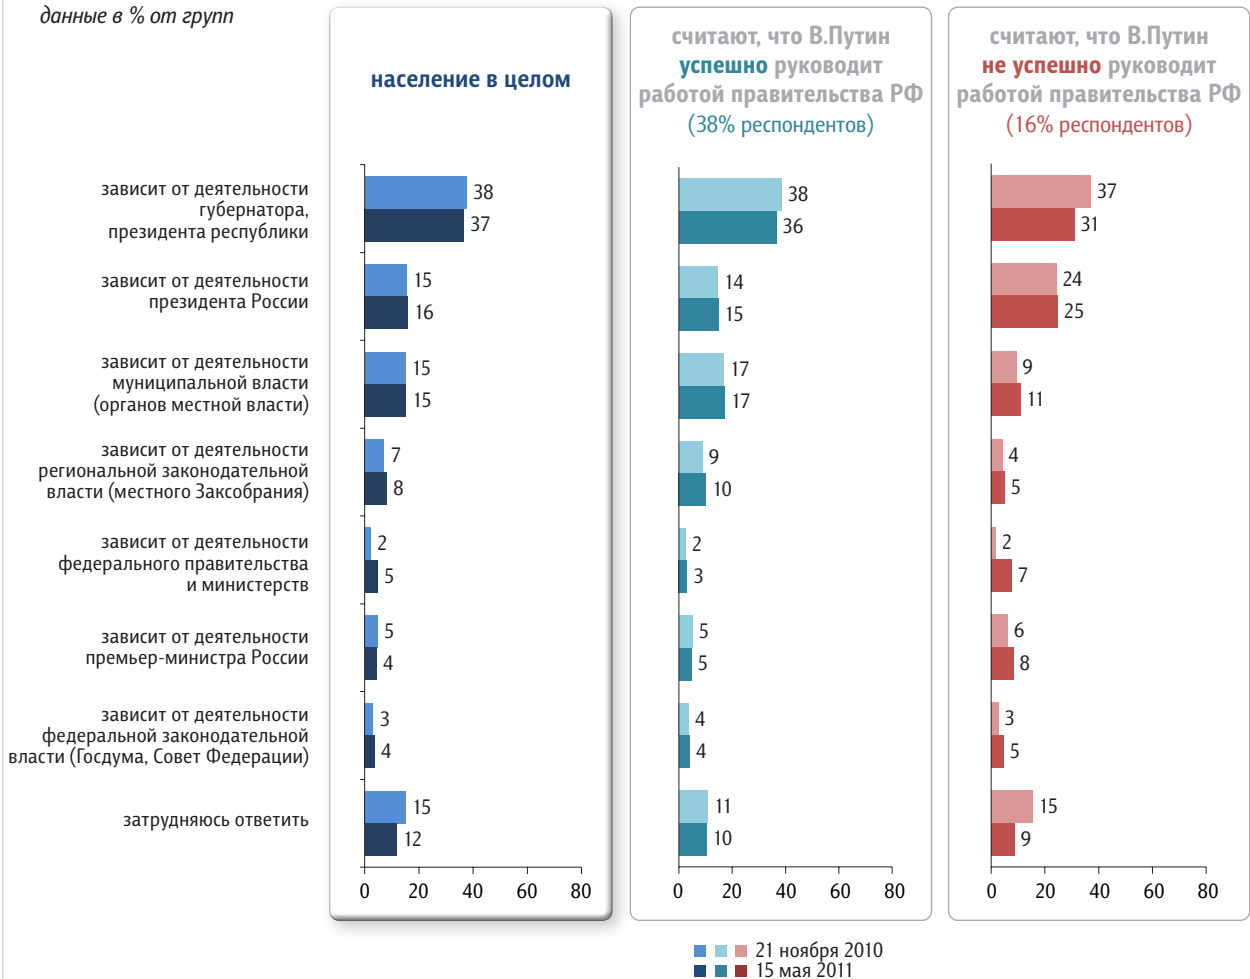 данные в % от групп
население в целом
считают, что В.Путин
успешно руководит
работой правительства РФ
(38% респондентов)
считают, что В.Путин
не успешно руководит
работой правительства РФ
(16% респондентов)
зависит от деятельности
губернатора,
президента республики
38
37
38
36
37
31
зависит от деятельности
президента России
15
16
14
15
24
25
зависит от деятельности
муниципальной власти
(органов местной власти)
15
15
17
17
9
11
зависит от деятельности
региональной законодательной
власти (местного Заксобрания)
7
8
9
10
4
5
зависит от деятельности
федерального правительства
и министерств
2
5
2
3
2
7
зависит от деятельности
премьер-министра России
5
4
5
5
6
8
зависит от деятельности
федеральной законодательной
власти (Госдума, Совет Федерации)
3
4
4
4
3
5
затрудняюсь ответить
15
12
11
10
15
9
0 20 40 60 80
0 20 40 60 80
0 20 40 60 80
21 ноября 2010
15 мая 2011